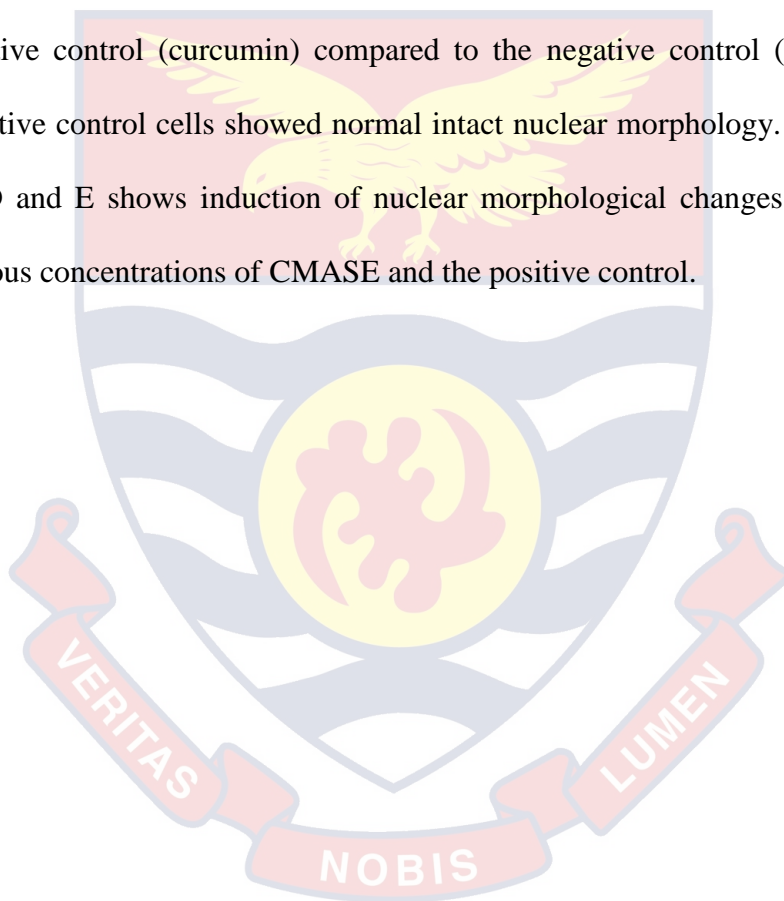 tive control (curcumin) compared to the negative control (
tive control cells showed normal intact nuclear morphology.
and E shows induction of nuclear morphological changes
ous concentrations of CMASE and the positive control.
VERITAS
NOBIS
LUMEN